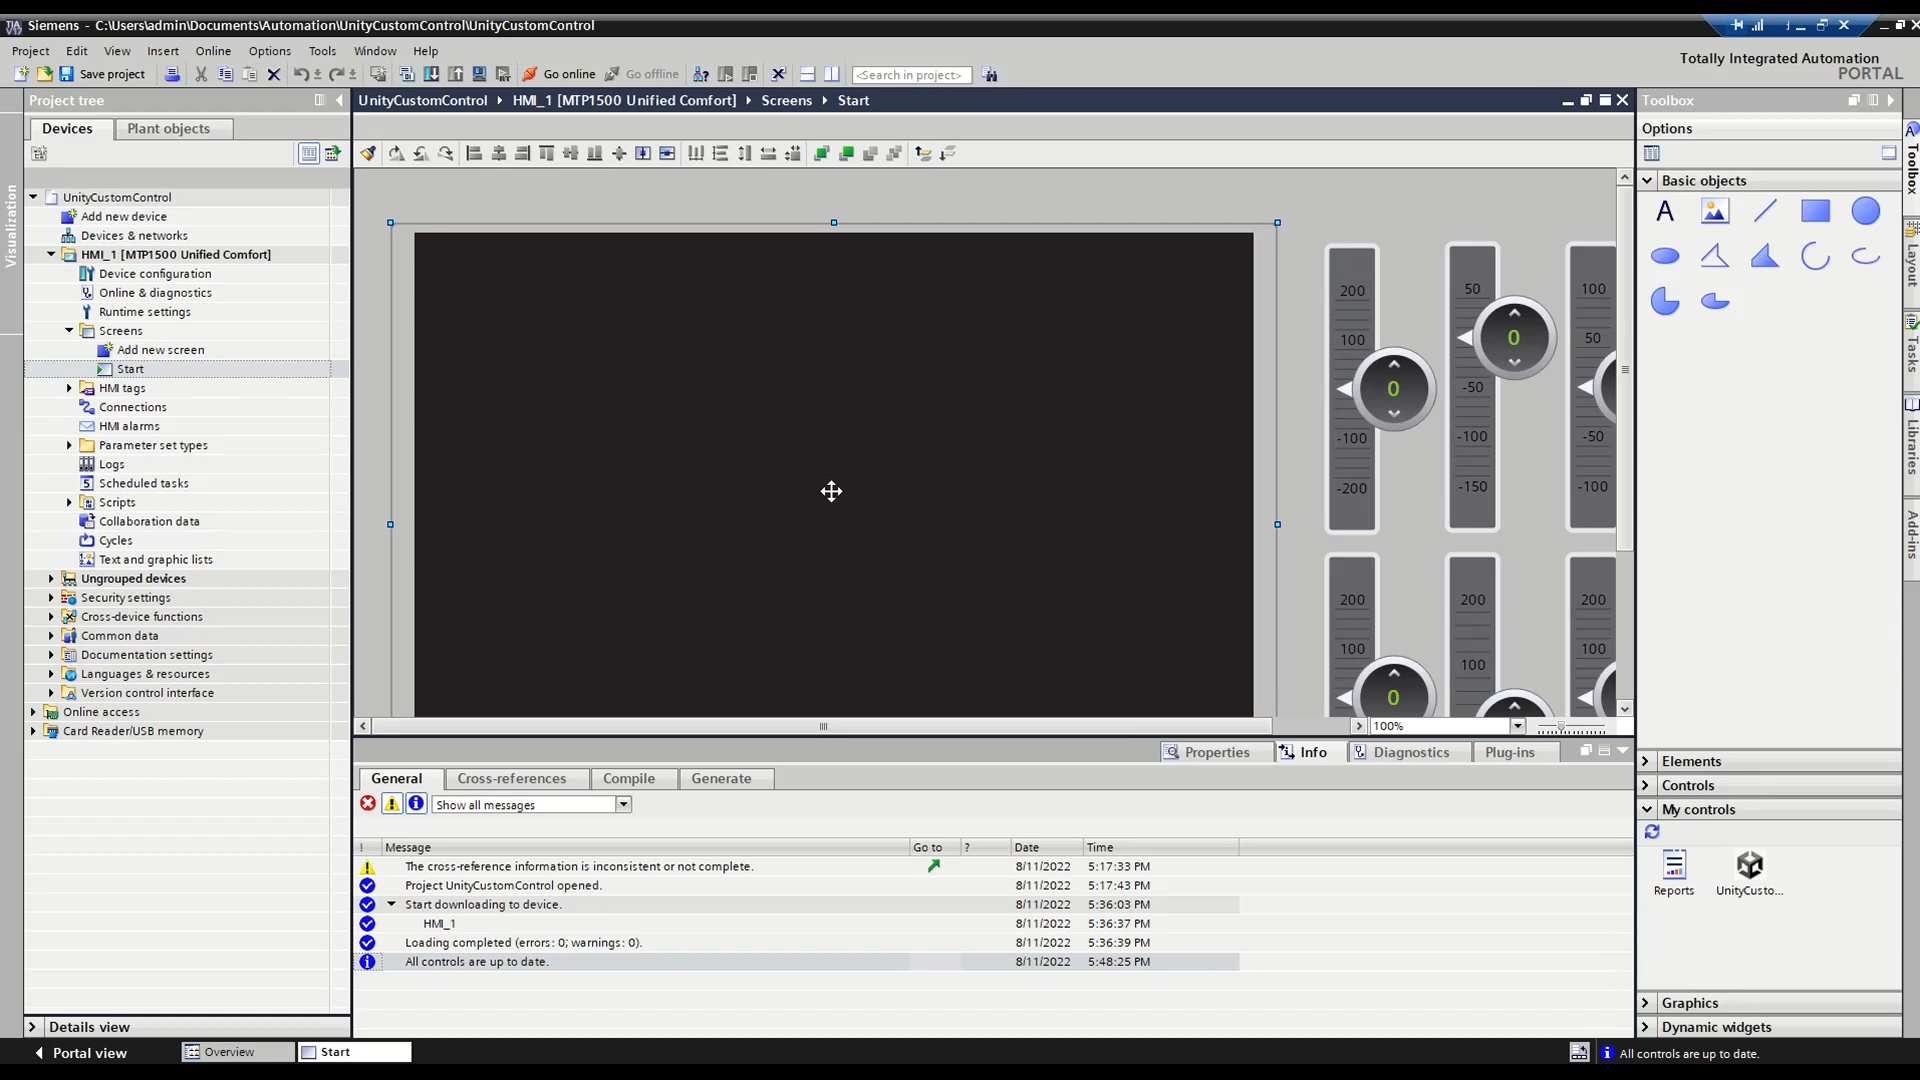 Siemens - C:\Users\admin\Documents\Automation\UnityCustomControl\UnityCustomControl
Project Edit View Insert Online Options Tools Window Help
Totally Integrated Automation
PORTAL
Save project
Go online
Go offline
<Search in project>
Project tree
UnityCustomControl
HMI_1 [MTP1500 Unified Comfort]
Screens
Start
Toolbox
Devices
Plant objects
Options
Visualization
UnityCustomControl
Add new device
Devices & networks
HMI_1 [MTP1500 Unified Comfort]
Device configuration
Online & diagnostics
Runtime settings
Screens
Add new screen
Start
HMI tags
Connections
HMI alarms
Parameter set types
Logs
Scheduled tasks
Scripts
Collaboration data
Cycles
Text and graphic lists
Ungrouped devices
Security settings
Cross-device functions
Common data
Documentation settings
Languages & resources
Version control interface
Online access
Card Reader/USB memory
Details view
200
100
0
-100
-200
50
0
-50
-100
-150
100
50
-50
-100
200
100
0
200
100
200
100
100%
Basic objects
A
Toolbox
Layout
Tasks
Libraries
Add-ins
Elements
Controls
My controls
Reports
UnityCusto...
Graphics
Dynamic widgets
Properties
Info
Diagnostics
Plug-ins
General
Cross-references
Compile
Generate
Show all messages
! Message Go to ? Date Time
The cross-reference information is inconsistent or not complete. 8/11/2022 5:17:33 PM
Project UnityCustomControl opened. 8/11/2022 5:17:43 PM
Start downloading to device. 8/11/2022 5:36:03 PM
HMI_1 8/11/2022 5:36:37 PM
Loading completed (errors: 0; warnings: 0). 8/11/2022 5:36:39 PM
All controls are up to date. 8/11/2022 5:48:25 PM
Portal view
Overview
Start
All controls are up to date.